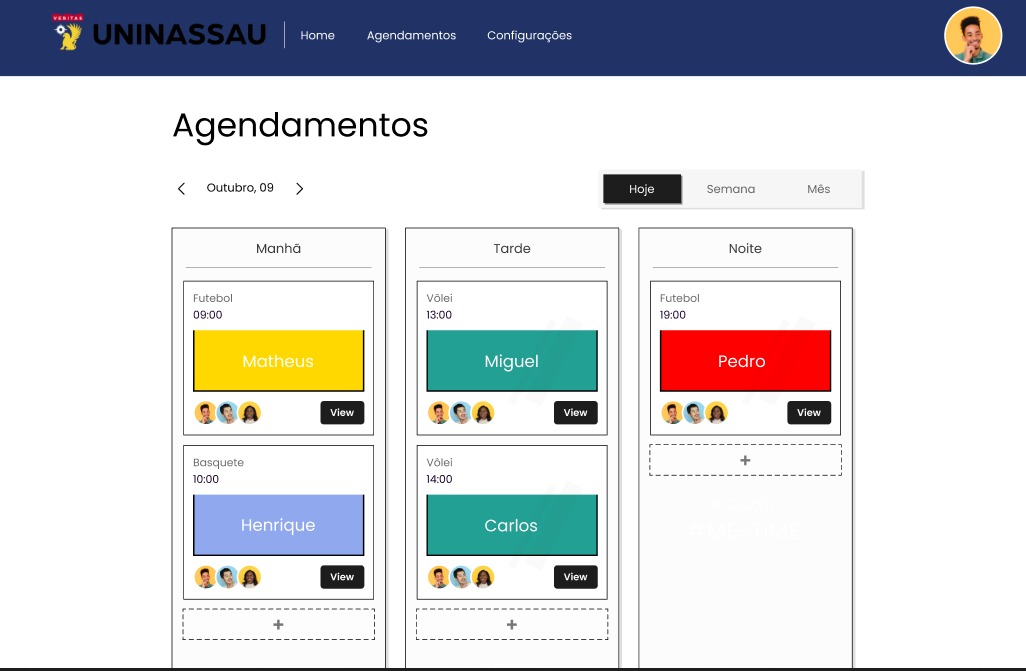 VERITAS
UNINASSAU
Home Agendamentos Configurações
Agendamentos
Outubro, 09
Hoje Semana Mês
Manhã
Futebol
09:00
Matheus
View
Basquete
10:00
Henrique
View
+
Tarde
Vôlei
13:00
Miguel
View
Vôlei
14:00
Carlos
View
+
Noite
Futebol
19:00
Pedro
View
+